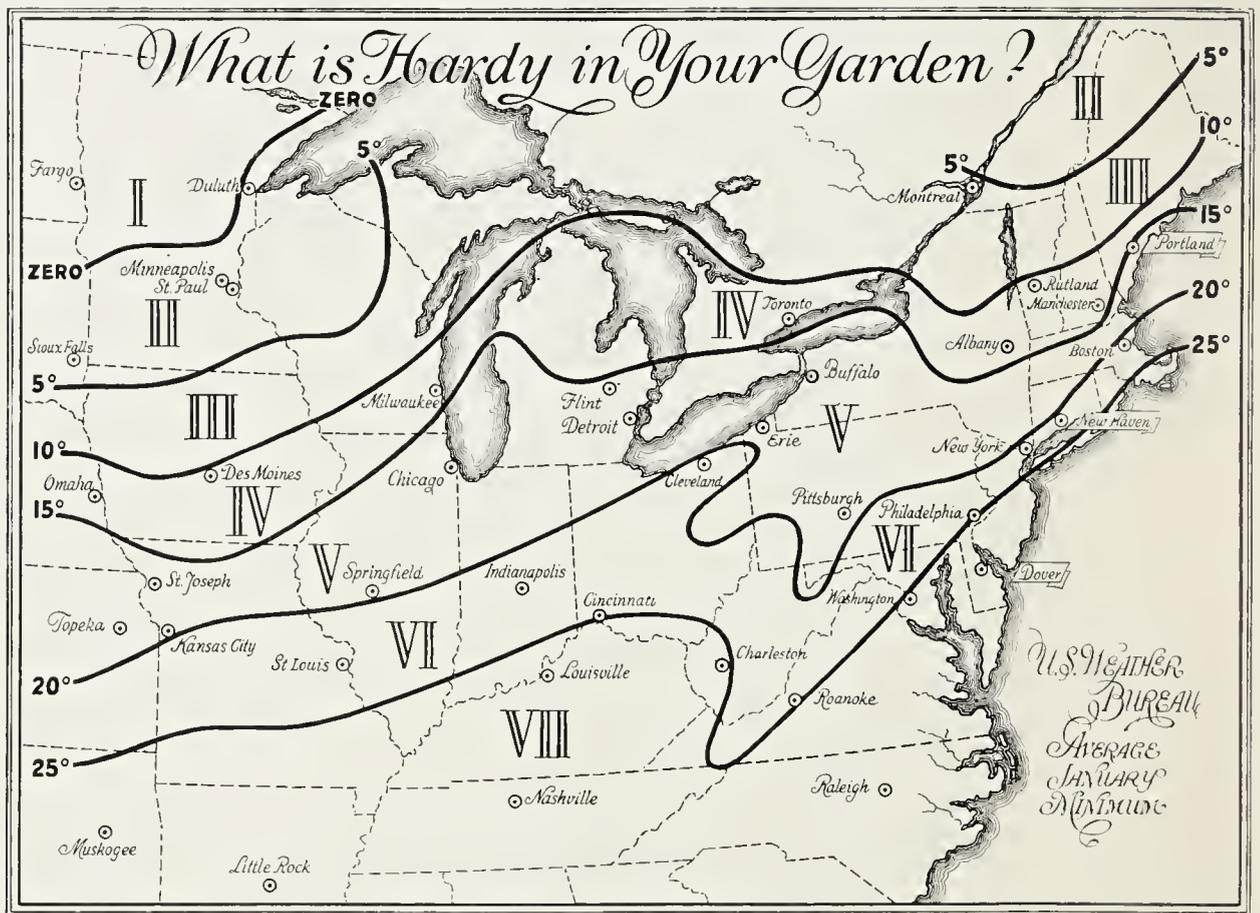 What is Hardy in Your Garden?
ZERO
5°
5°
II
10°
5°
Fargo
I
Duluth
Montreal
IIII
15°
Portland
ZERO
Minneapolis
St. Paul
II
IV
Toronto
Rutland
Manchester
20°
Sioux Falls
Albany
Boston
25°
5°
Buffalo
III
Milwaukee
Flint
Detroit
V
New Haven
10°
Erie
New York
Omaha
Des Moines
Chicago
Cleveland
15°
IV
Pittsburgh
Philadelphia
VI
V
St. Joseph
Springfield
Indianapolis
Dover
Cincinnati
Washington
Topeka
Kansas City
VI
St Louis
Louisville
Charleston
U.S. WEATHER
BUREAU
20°
Roanoke
VIII
AVERAGE
JANUARY
MINIMUM
25°
Nashville
Raleigh
Muskogee
Little Rock